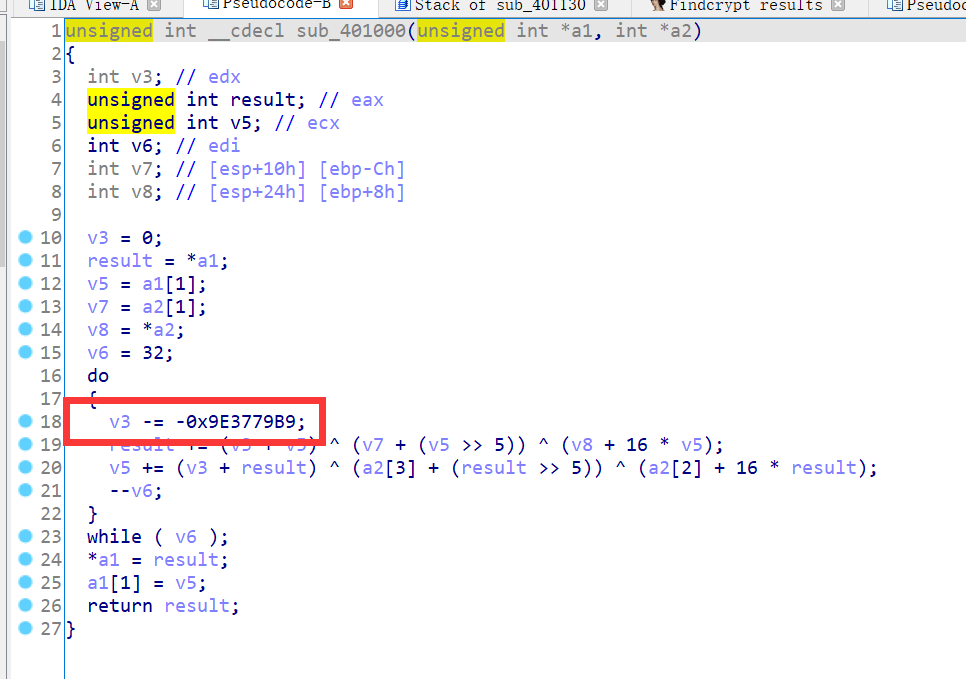 IDA View-A Pseudocode-B Stack of sub_401130 Findcrypt results Pseudoc
1 unsigned int __cdecl sub_401000(unsigned int *a1, int *a2)
2 {
3 int v3; // edx
4 unsigned int result; // eax
5 unsigned int v5; // ecx
6 int v6; // edi
7 int v7; // [esp+10h] [ebp-Ch]
8 int v8; // [esp+24h] [ebp+8h]
9
10 v3 = 0;
11 result = *a1;
12 v5 = a1[1];
13 v7 = a2[1];
14 v8 = *a2;
15 v6 = 32;
16 do
17 {
18 v3 -= -0x9E3779B9;
19 result += (v3 + v5) ^ (v7 + (v5 >> 5)) ^ (v8 + 16 * v5);
20 v5 += (v3 + result) ^ (a2[3] + (result >> 5)) ^ (a2[2] + 16 * result);
21 --v6;
22 }
23 while ( v6 );
24 *a1 = result;
25 a1[1] = v5;
26 return result;
27 }